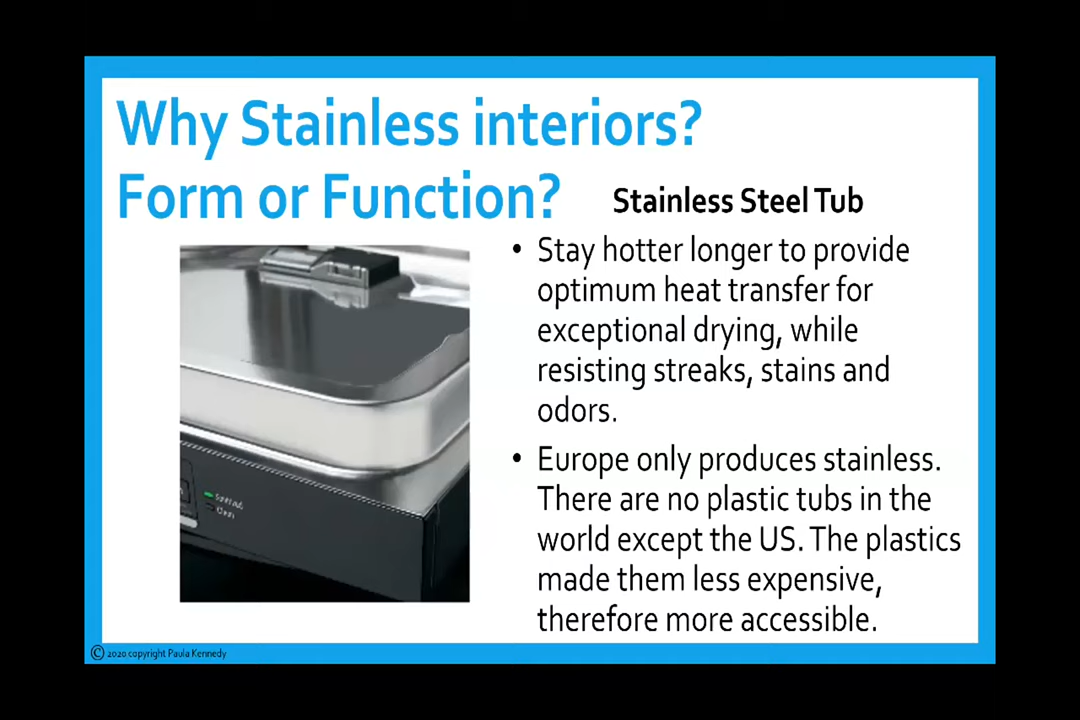 Why Stainless interiors?
Form or Function?
Stainless Steel Tub
• Stay hotter longer to provide
optimum heat transfer for
exceptional drying, while
resisting streaks, stains and
odors.
• Europe only produces stainless.
There are no plastic tubs in the
world except the US. The plastics
made them less expensive,
therefore more accessible.
© 2020 copyright Paula Kennedy